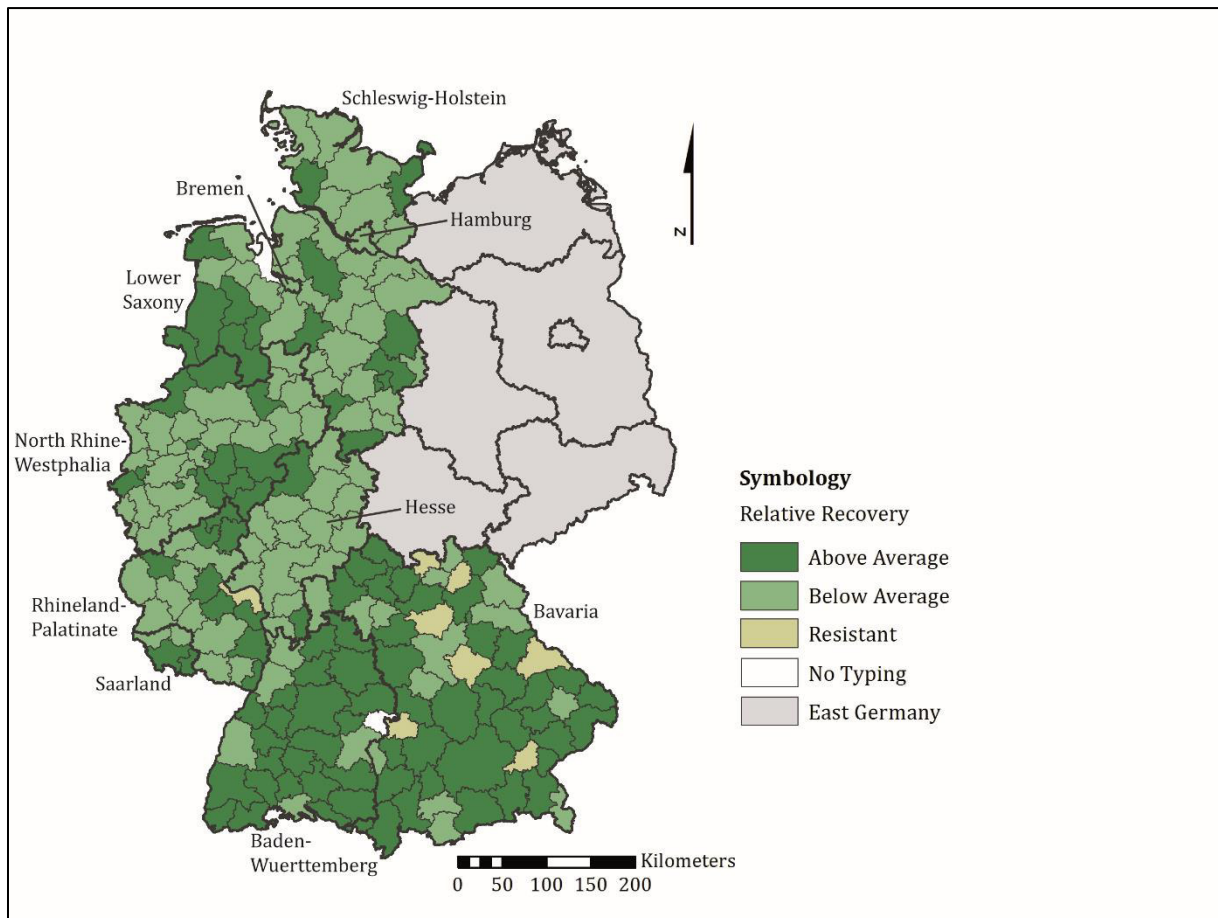 Schleswig-Holstein
Bremen
Hamburg
Lower
Saxony
N
North Rhine-
Westphalia
Hesse
Rhineland-
Palatinate
Bavaria
Saarland
Baden-
Wuerttemberg
Kilometers
0 50 100 150 200
Symbology
Relative Recovery
Above Average
Below Average
Resistant
No Typing
East Germany